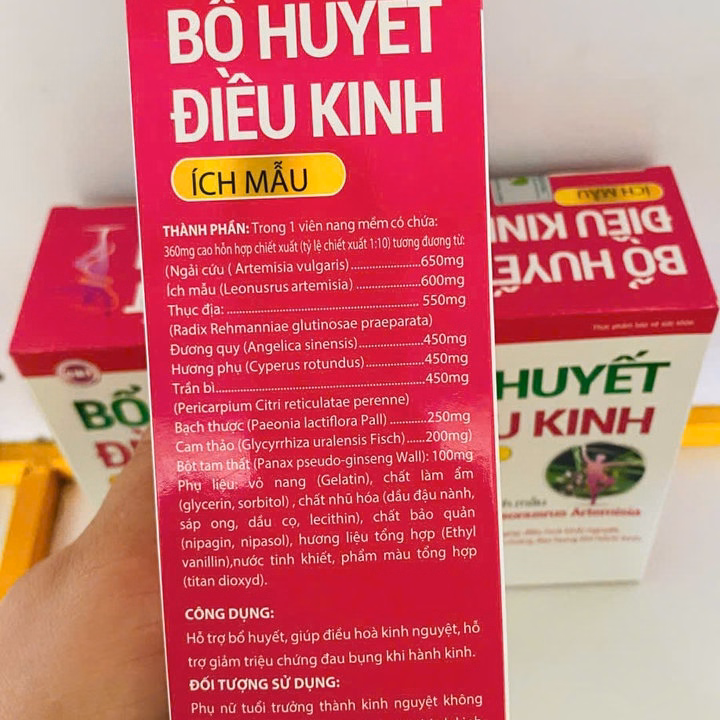 BỔ HUYẾT
ĐIỀU KINH
ÍCH MẪU
THÀNH PHẦN: Trong 1 viên nang mềm có chứa:
360mg cao hỗn hợp chiết xuất (tỷ lệ chiết xuất 1:10) tương đương từ:
(Ngải cứu ( Artemisia vulgaris)....................650mg
Ích mẫu (Leonusrus artemisia) ....................600mg
Thục địa: .................................................... 550mg
(Radix Rehmanniae glutinosae praeparata)
Đương quy (Angelica sinensis)....................450mg
Hương phụ (Cyperus rotundus)...................450mg
Trần bì........................................................450mg
(Pericarpium Citri reticulatae perenne)
Bạch thược (Paeonia lactiflora Pall) ...........250mg
Cam thảo (Glycyrrhiza uralensis Fisch)......200mg)
Bột tam thất (Panax pseudo-ginseng Wall): 100mg
Phụ liệu: vỏ nang (Gelatin), chất làm ẩm
(glycerin, sorbitol) , chất nhũ hóa (dầu đậu nành,
sáp ong, dầu cọ, lecithin), chất bảo quản
(nipagin, nipasol), hương liệu tổng hợp (Ethyl
vanillin),nước tinh khiết, phẩm màu tổng hợp
(titan dioxyd).
CÔNG DỤNG:
Hỗ trợ bổ huyết, giúp điều hoà kinh nguyệt, hỗ
trợ giảm triệu chứng đau bụng khi hành kinh.
ĐỐI TƯỢNG SỬ DỤNG:
Phụ nữ tuổi trưởng thành kinh nguyệt không
BỔ
ÍCH MẪU
ĐIỀU KINH
BỔ HUYẾT
HUYẾT
U KINH
Artemisia